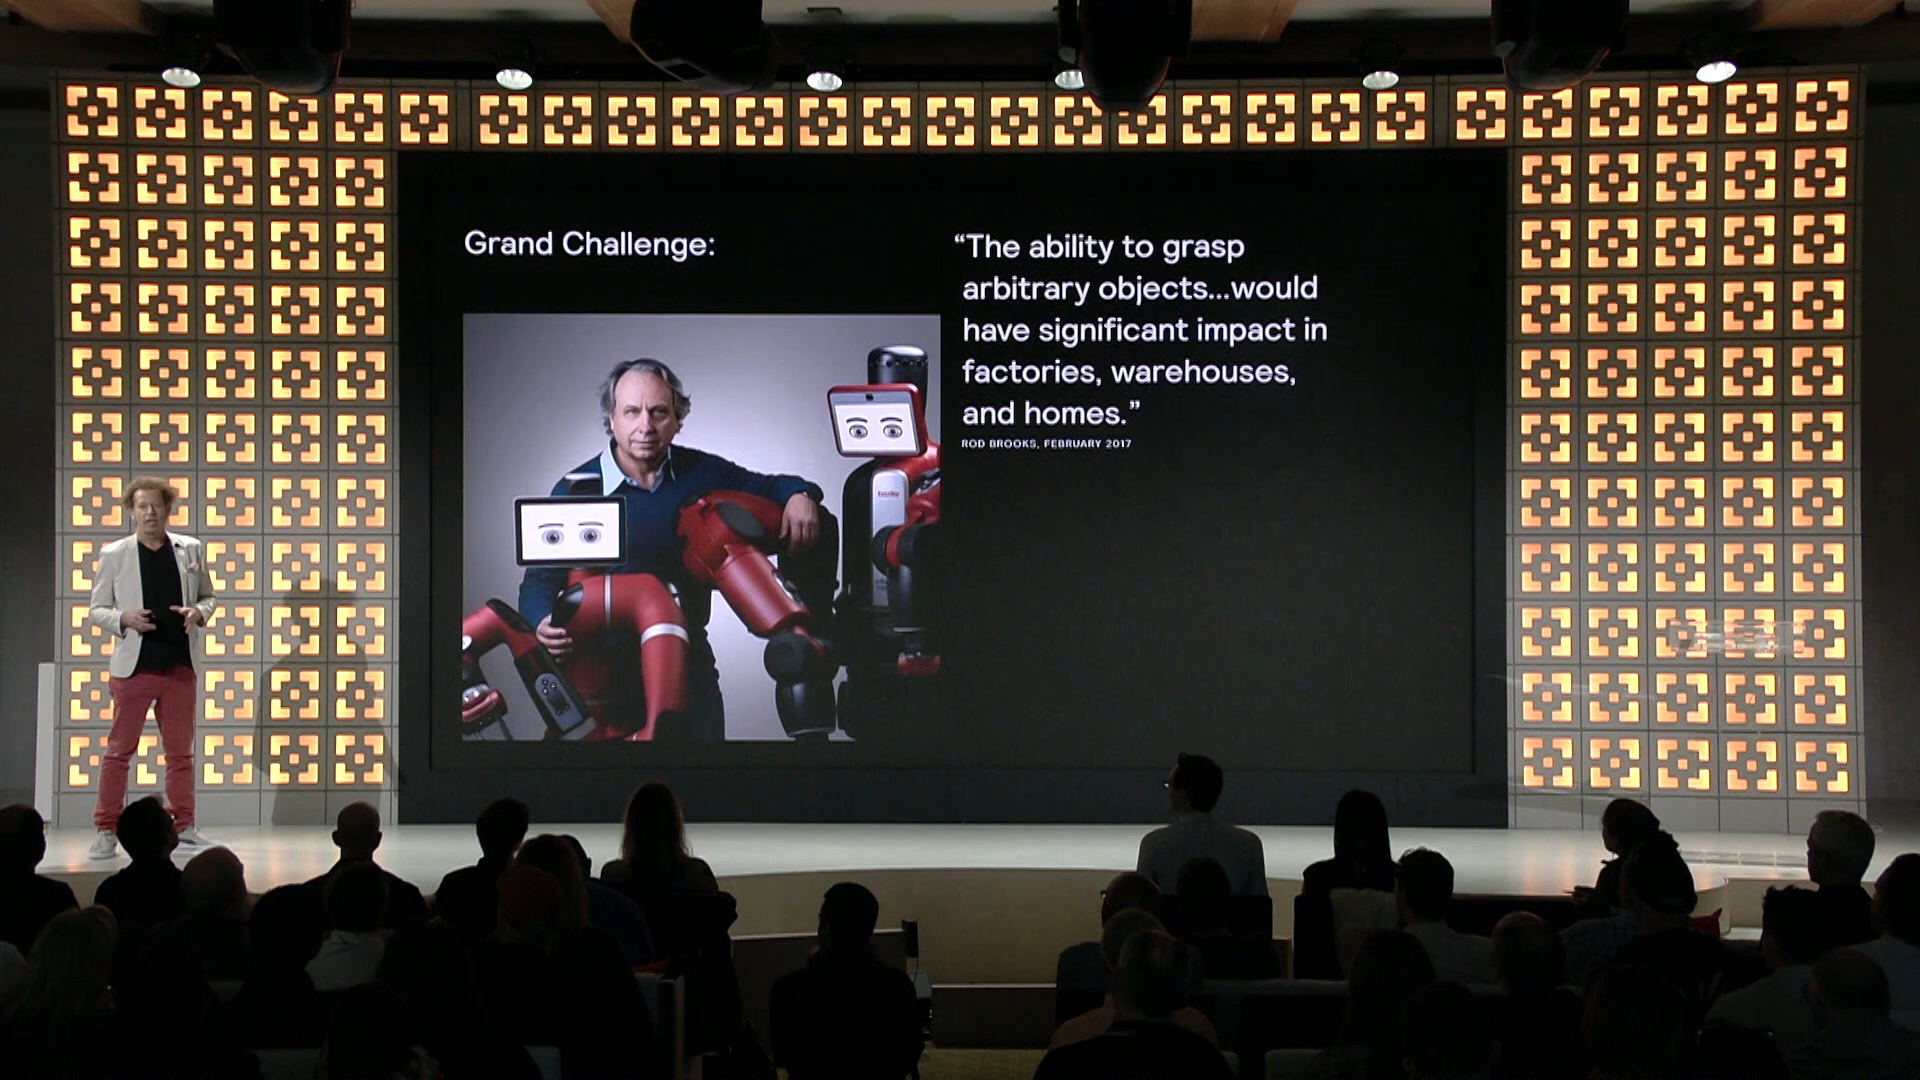 Grand Challenge:
“The ability to grasp
arbitrary objects...would
have significant impact in
factories, warehouses,
and homes.”
ROD BROOKS, FEBRUARY 2017
baxter